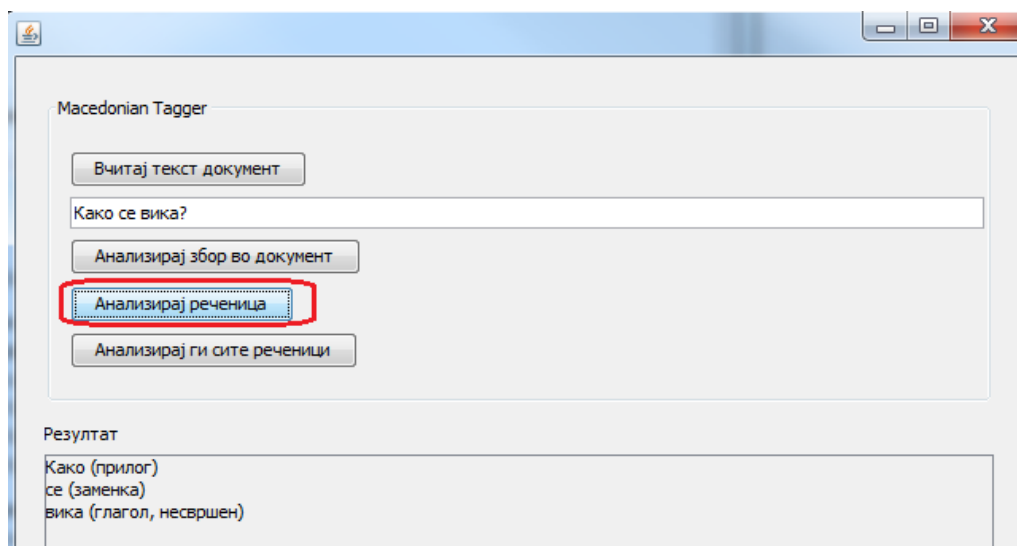 Macedonian Tagger
Вчитај текст документ
Како се вика?
Анализирај збор во документ
Анализирај реченица
Анализирај ги сите реченици
Резултат
Како (прилог)
се (заменка)
вика (глагол, несвршен)